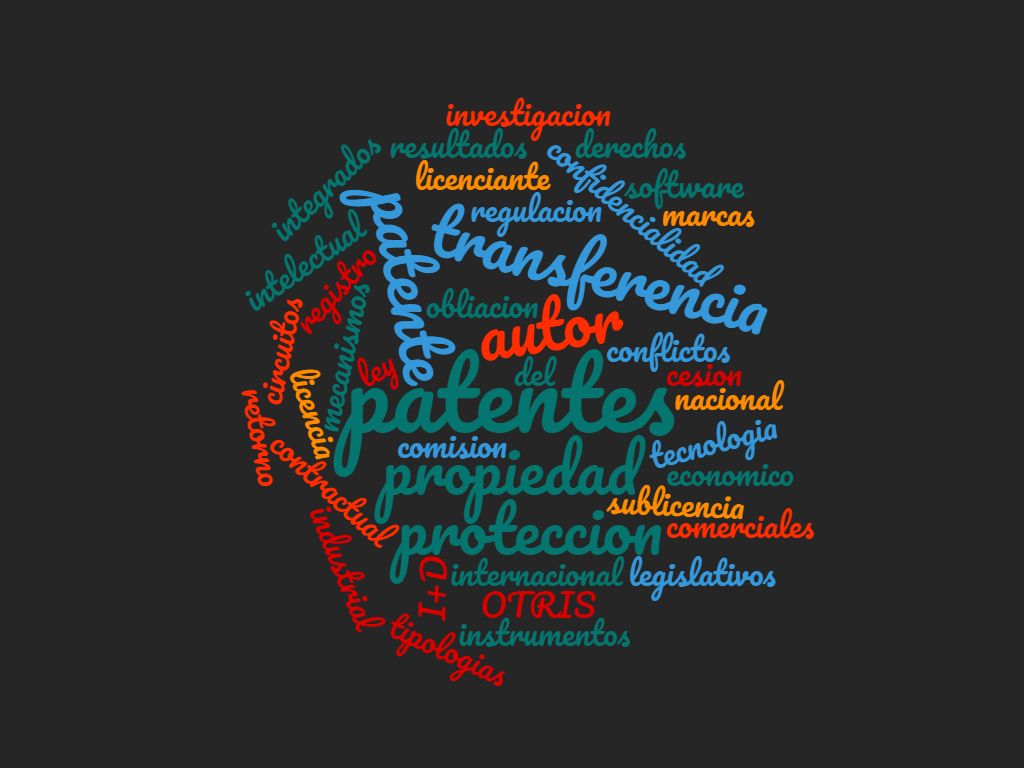 investigacion
resultados
derechos
integrados
licenciante
confidencialidad
software
marcas
patente
regulacion
transferencia
intelectual
registro
mecanismos
obliacion
autor
circuitos
conflictos
ley
del
cesion
licencia
patentes
nacional
retorno
comision
tecnologia
contractual
propiedad
economico
sublicencia
industrial
proteccion
comerciales
I+D
internacional
legislativos
OTRIS
tipologias
instrumentos